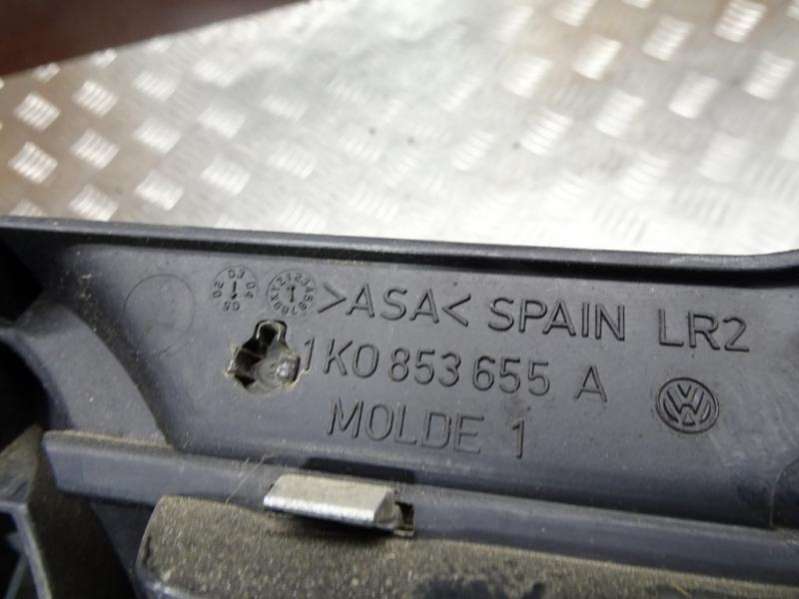 >ASA< SPAIN LR2
1K0 853 655 A
MOLDE 1